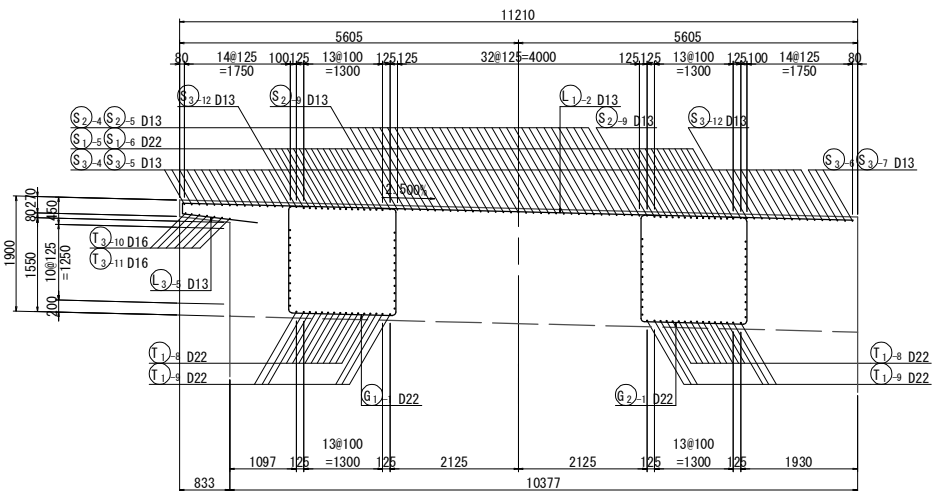 11210
5605 5605
80 14@125 =1750 100 125 13@100 =1300 125 125 32@125=4000 125 125 13@100 =1300 125 100 14@125 =1750 80
S3-12 D13 S2-9 D13 L1-2 D13
S2-4 S2-5 D13 S2-9 D13 S3-12 D13
S1-5 S1-6 D22
S3-4 S3-5 D13 S3-6 S3-7 D13
2.500%
1900
80 270
1550
450
10@125 =1250
200
T3-10 D16
T3-11 D16
L3-5 D13
T1-8 D22 T1-8 D22
T1-9 D22 T1-9 D22
G1-1 D22 G2-1 D22
1097 125 13@100 =1300 125 2125 2125 125 13@100 =1300 125 1930
833 10377